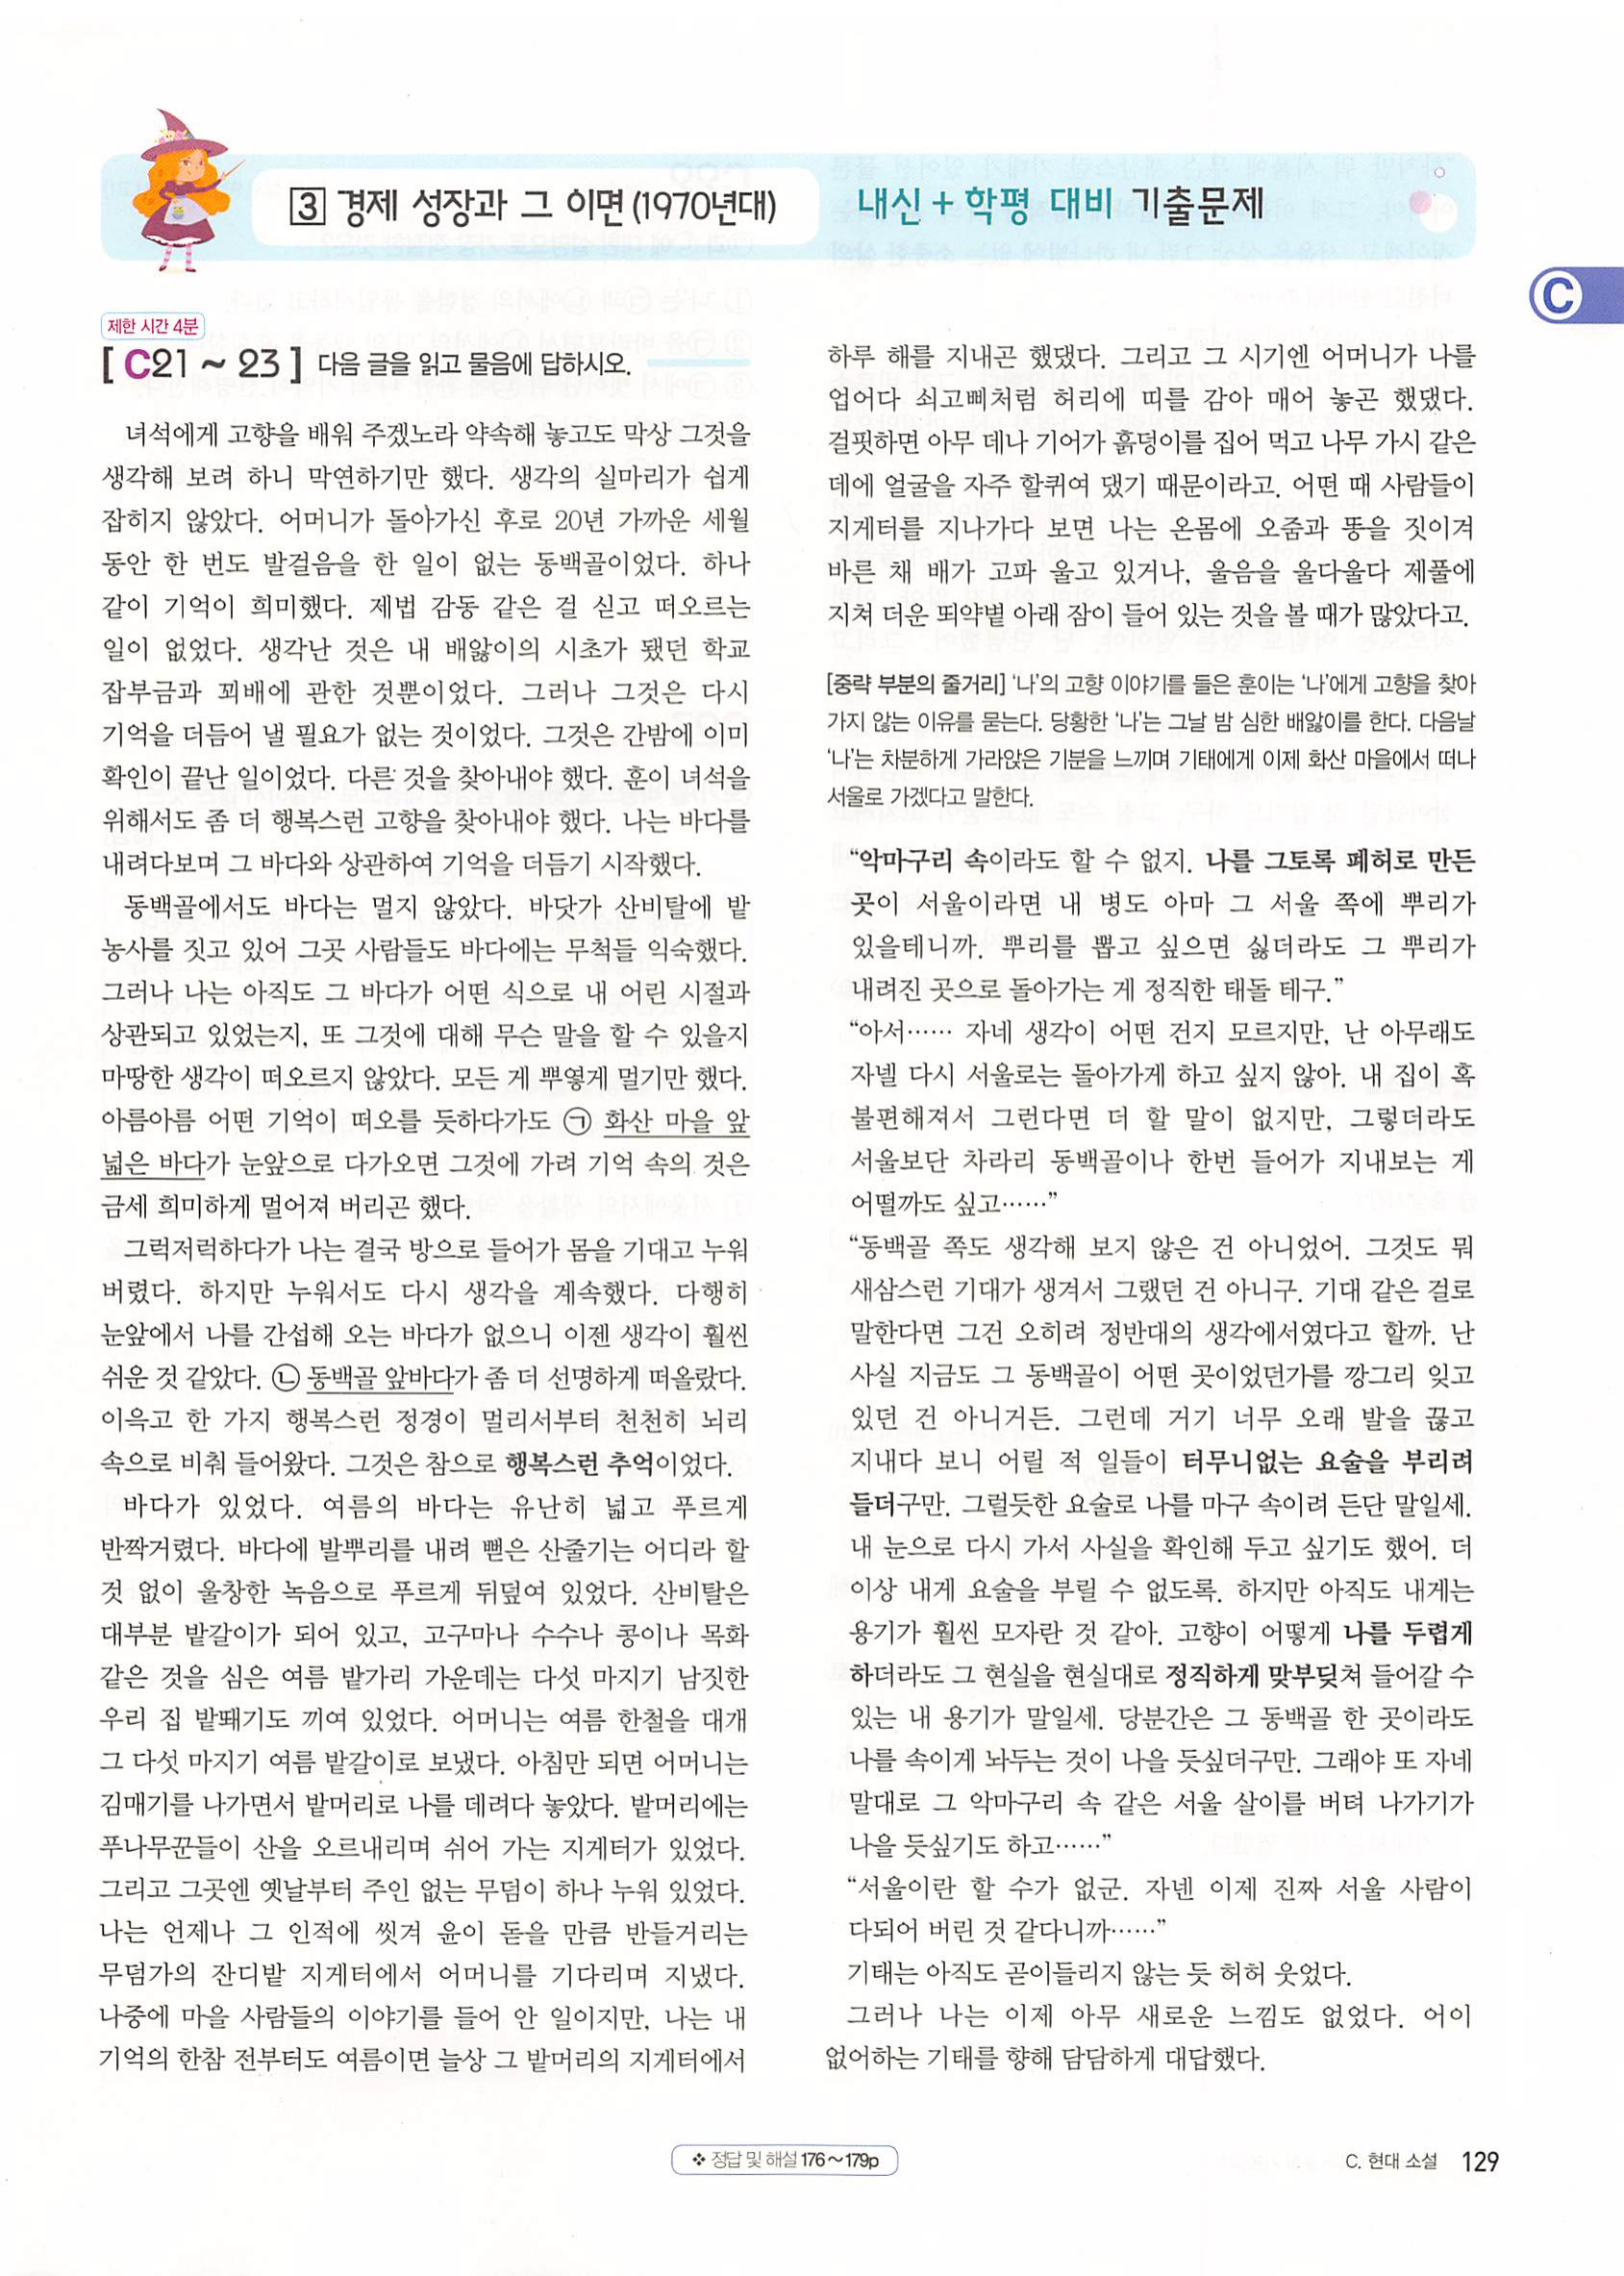 3 경제 성장과 그 이면(1970년대)
내신 + 학평 대비 기출문제
C
제한 시간 4분
[ C21 ~ 23 ] 다음 글을 읽고 물음에 답하시오.
녀석에게 고향을 배워 주겠노라 약속해 놓고도 막상 그것을
생각해 보려 하니 막연하기만 했다. 생각의 실마리가 쉽게
잡히지 않았다. 어머니가 돌아가신 후로 20년 가까운 세월
동안 한 번도 발걸음을 한 일이 없는 동백골이었다. 하나
같이 기억이 희미했다. 제법 감동 같은 걸 싣고 떠오르는
일이 없었다. 생각난 것은 내 배앓이의 시초가 됐던 학교
잡부금과 꾀배에 관한 것뿐이었다. 그러나 그것은 다시
기억을 더듬어 낼 필요가 없는 것이었다. 그것은 간밤에 이미
확인이 끝난 일이었다. 다른 것을 찾아내야 했다. 훈이 녀석을
위해서도 좀 더 행복스런 고향을 찾아내야 했다. 나는 바다를
내려다보며 그 바다와 상관하여 기억을 더듬기 시작했다.
동백골에서도 바다는 멀지 않았다. 바닷가 산비탈에 밭
농사를 짓고 있어 그곳 사람들도 바다에는 무척들 익숙했다.
그러나 나는 아직도 그 바다가 어떤 식으로 내 어린 시절과
상관되고 있었는지, 또 그것에 대해 무슨 말을 할 수 있을지
마땅한 생각이 떠오르지 않았다. 모든 게 뿌옇게 멀기만 했다.
아름아름 어떤 기억이 떠오를 듯하다가도 ㉠ 화산 마을 앞
넓은 바다가 눈앞으로 다가오면 그것에 가려 기억 속의 것은
금세 희미하게 멀어져 버리곤 했다.
그럭저럭하다가 나는 결국 방으로 들어가 몸을 기대고 누워
버렸다. 하지만 누워서도 다시 생각을 계속했다. 다행히
눈앞에서 나를 간섭해 오는 바다가 없으니 이젠 생각이 훨씬
쉬운 것 같았다. ㉡ 동백골 앞바다가 좀 더 선명하게 떠올랐다.
이윽고 한 가지 행복스런 정경이 멀리서부터 천천히 뇌리
속으로 비춰 들어왔다. 그것은 참으로 행복스런 추억이었다.
바다가 있었다. 여름의 바다는 유난히 넓고 푸르게
반짝거렸다. 바다에 발뿌리를 내려 뻗은 산줄기는 어디라 할
것 없이 울창한 녹음으로 푸르게 뒤덮여 있었다. 산비탈은
대부분 밭갈이가 되어 있고, 고구마나 수수나 콩이나 목화
같은 것을 심은 여름 밭가리 가운데는 다섯 마지기 남짓한
우리 집 밭뙈기도 끼여 있었다. 어머니는 여름 한철을 대개
그 다섯 마지기 여름 밭갈이로 보냈다. 아침만 되면 어머니는
김매기를 나가면서 밭머리로 나를 데려다 놓았다. 밭머리에는
푸나무꾼들이 산을 오르내리며 쉬어 가는 지게터가 있었다.
그리고 그곳엔 옛날부터 주인 없는 무덤이 하나 누워 있었다.
나는 언제나 그 인적에 씻겨 윤이 돋을 만큼 반들거리는
무덤가의 잔디밭 지게터에서 어머니를 기다리며 지냈다.
나중에 마을 사람들의 이야기를 들어 안 일이지만, 나는 내
기억의 한참 전부터도 여름이면 늘상 그 밭머리의 지게터에서
하루 해를 지내곤 했댔다. 그리고 그 시기엔 어머니가 나를
업어다 쇠고삐처럼 허리에 띠를 감아 매어 놓곤 했댔다.
걸핏하면 아무 데나 기어가 흙덩이를 집어 먹고 나무 가시 같은
데에 얼굴을 자주 할퀴여 댔기 때문이라고. 어떤 때 사람들이
지게터를 지나가다 보면 나는 온몸에 오줌과 똥을 짓이겨
바른 채 배가 고파 울고 있거나, 울음을 울다울다 제풀에
지쳐 더운 뙤약볕 아래 잠이 들어 있는 것을 볼 때가 많았다고.
[중략 부분의 줄거리] ‘나’의 고향 이야기를 들은 훈이는 ‘나’에게 고향을 찾아
가지 않는 이유를 묻는다. 당황한 ‘나’는 그날 밤 심한 배앓이를 한다. 다음날
‘나’는 차분하게 가라앉은 기분을 느끼며 기태에게 이제 화산 마을에서 떠나
서울로 가겠다고 말한다.
“악마구리 속이라도 할 수 없지. 나를 그토록 폐허로 만든
곳이 서울이라면 내 병도 아마 그 서울 쪽에 뿌리가
있을테니까. 뿌리를 뽑고 싶으면 싫더라도 그 뿌리가
내려진 곳으로 돌아가는 게 정직한 태돌 테구.”
“아서…… 자네 생각이 어떤 건지 모르지만, 난 아무래도
자넬 다시 서울로는 돌아가게 하고 싶지 않아. 내 집이 혹
불편해져서 그런다면 더 할 말이 없지만, 그렇더라도
서울보단 차라리 동백골이나 한번 들어가 지내보는 게
어떨까도 싶고……”
“동백골 쪽도 생각해 보지 않은 건 아니었어. 그것도 뭐
새삼스런 기대가 생겨서 그랬던 건 아니구. 기대 같은 걸로
말한다면 그건 오히려 정반대의 생각에서였다고 할까. 난
사실 지금도 그 동백골이 어떤 곳이었던가를 깡그리 잊고
있던 건 아니거든. 그런데 거기 너무 오래 발을 끊고
지내다 보니 어릴 적 일들이 터무니없는 요술을 부리려
들더구만. 그럴듯한 요술로 나를 마구 속이려 든단 말일세.
내 눈으로 다시 가서 사실을 확인해 두고 싶기도 했어. 더
이상 내게 요술을 부릴 수 없도록. 하지만 아직도 내게는
용기가 훨씬 모자란 것 같아. 고향이 어떻게 나를 두렵게
하더라도 그 현실을 현실대로 정직하게 맞부딪쳐 들어갈 수
있는 내 용기가 말일세. 당분간은 그 동백골 한 곳이라도
나를 속이게 놔두는 것이 나을 듯싶더구만. 그래야 또 자네
말대로 그 악마구리 속 같은 서울 살이를 버텨 나가기가
나을 듯싶기도 하고……”
“서울이란 할 수가 없군. 자넨 이제 진짜 서울 사람이
다되어 버린 것 같다니까……”
기태는 아직도 곧이들리지 않는 듯 허허 웃었다.
그러나 나는 이제 아무 새로운 느낌도 없었다. 어이
없어하는 기태를 향해 담담하게 대답했다.
❖ 정답 및 해설 176~179p
C. 현대 소설 129